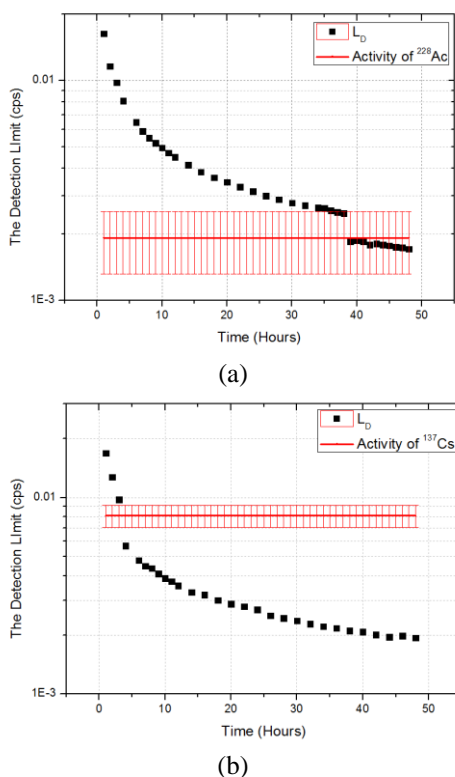 L_D
Activity of ²²⁸Ac
0.01
1E-3
The Detection LImit (cps)
0 10 20 30 40 50
Time (Hours)
(a)
L_D
Activity of ¹³⁷Cs
0.01
1E-3
The Detection LImit (cps)
0 10 20 30 40 50
Time (Hours)
(b)